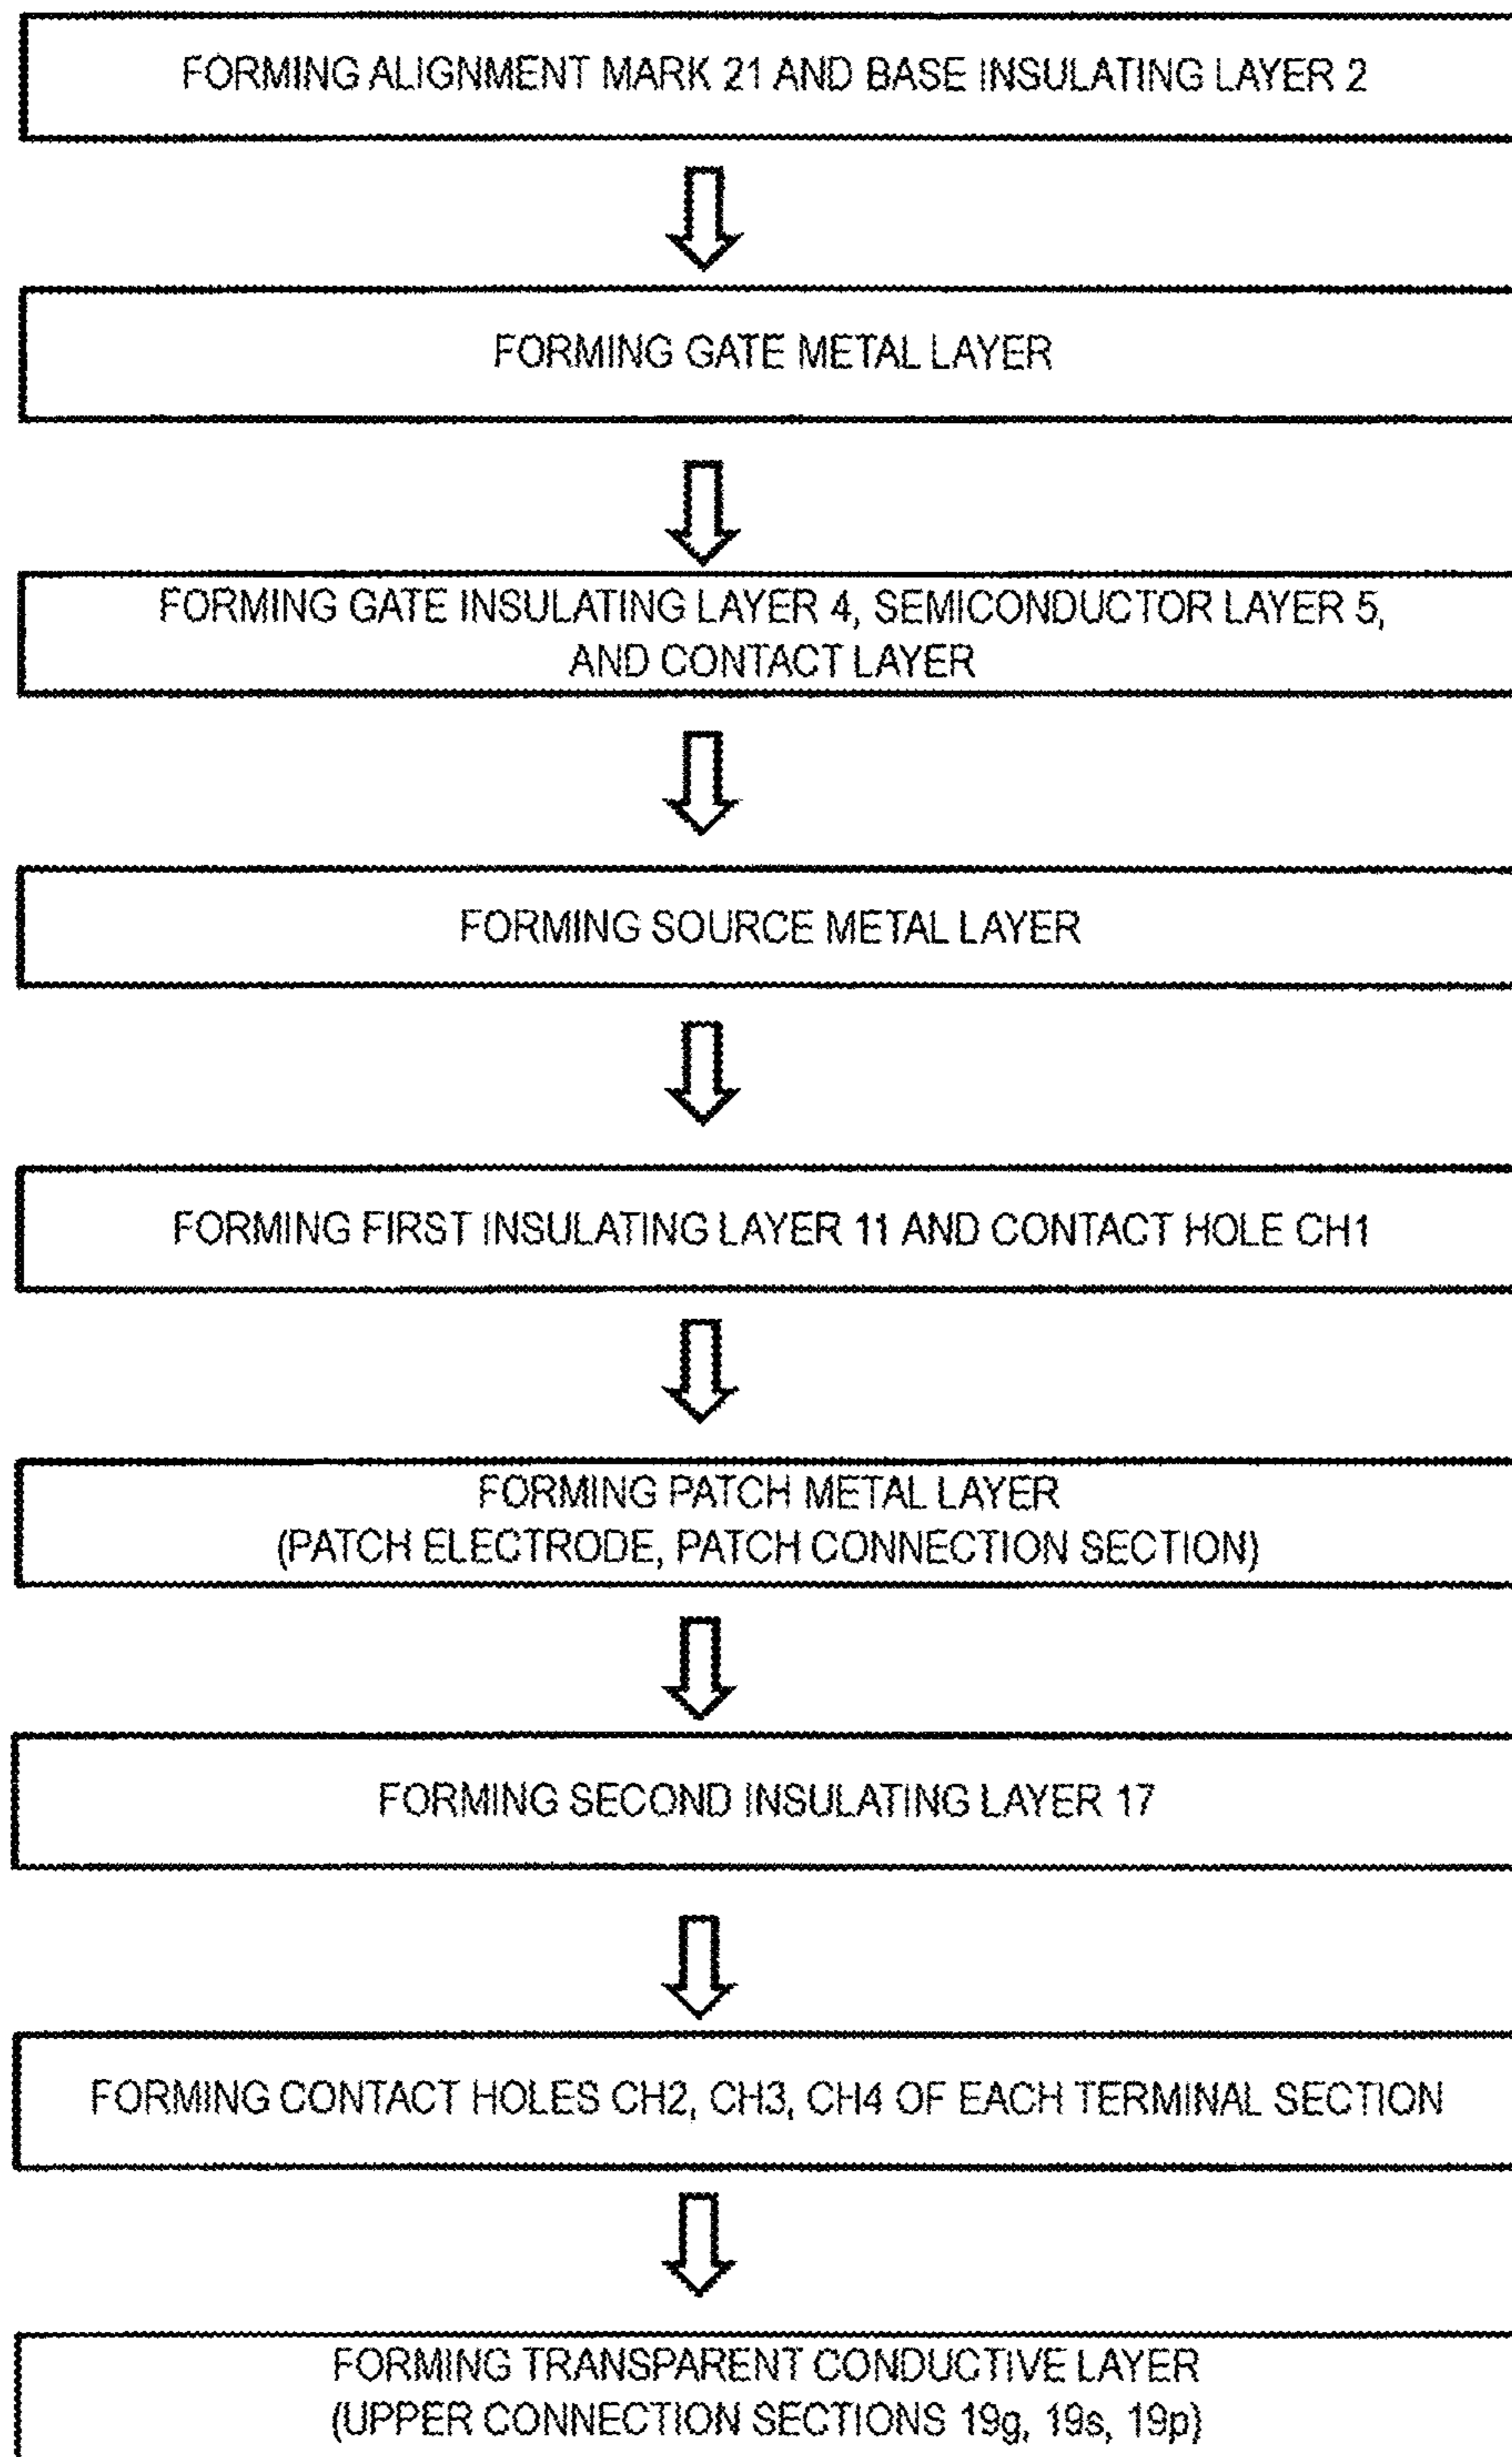 FORMING ALIGNMENT MARK 21 AND BASE INSULATING LAYER 2
FORMING GATE METAL LAYER
FORMING GATE INSULATING LAYER 4, SEMICONDUCTOR LAYER 5,
AND CONTACT LAYER
FORMING SOURCE METAL LAYER
FORMING FIRST INSULATING LAYER 11 AND CONTACT HOLE CH1
FORMING PATCH METAL LAYER
(PATCH ELECTRODE, PATCH CONNECTION SECTION)
FORMING SECOND INSULATING LAYER 17
FORMING CONTACT HOLES CH2, CH3, CH4 OF EACH TERMINAL SECTION
FORMING TRANSPARENT CONDUCTIVE LAYER
(UPPER CONNECTION SECTIONS 19g, 19s, 19p)